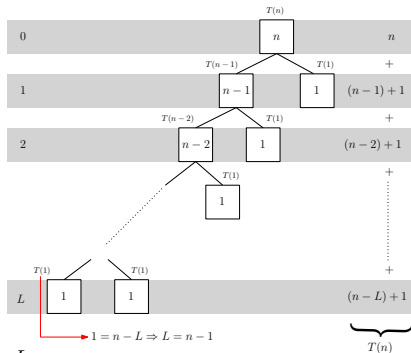 T(n)
0 n n
+
T(n−1) T(1)
1 n−1 1 (n−1)+1
+
T(n−2) T(1)
2 n−2 1 (n−2)+1
+
T(1)
1
+
T(1) T(1)
L 1 1 (n−L)+1
1 = n−L ⇒ L = n−1
T(n)